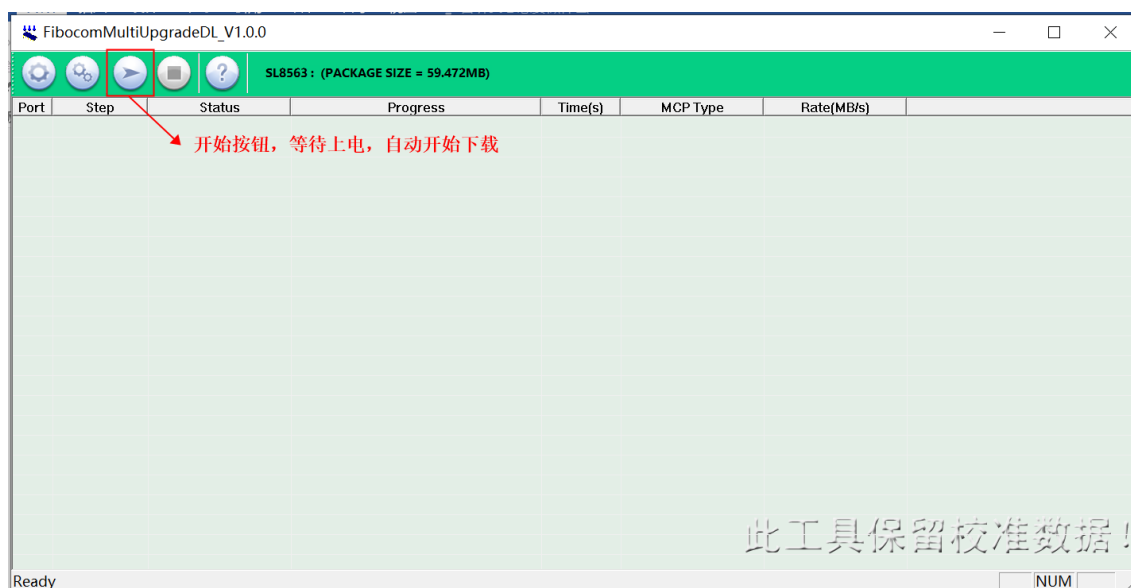 FibocomMultiUpgradeDL_V1.0.0
SL8563 : (PACKAGE SIZE = 59.472MB)
Port Step Status Progress Time(s) MCP Type Rate(MB/s)
开始按钮，等待上电，自动开始下载
此工具保留校准数据！
Ready NUM